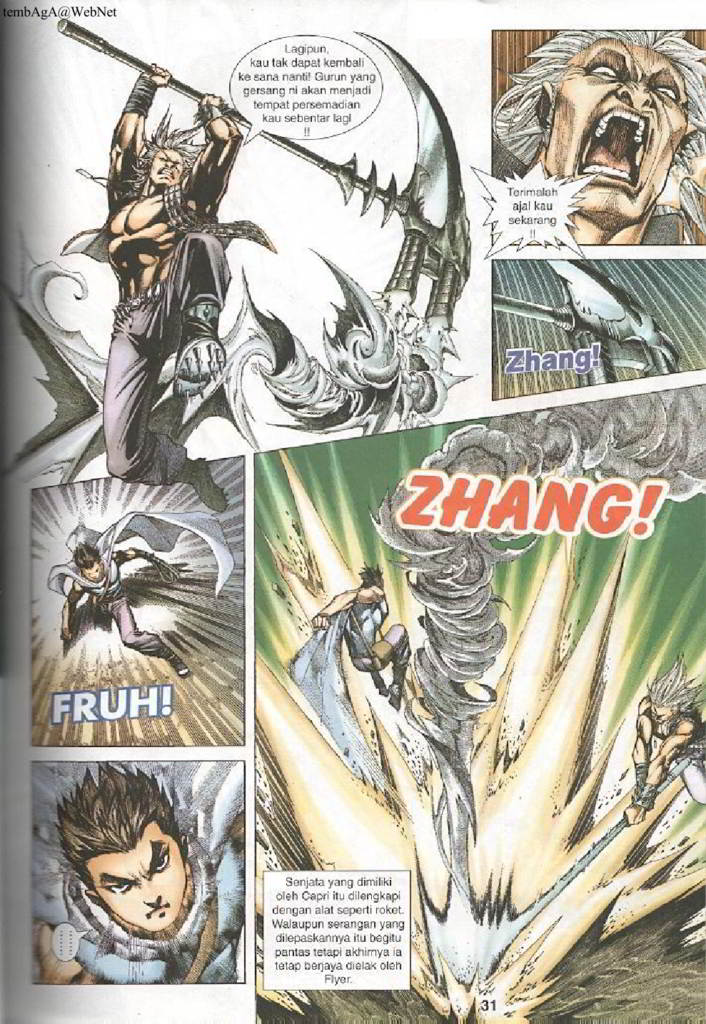 tembAgA@WebNet
Lagipun,
kau tak dapat kembali
ke sana nanti! Gurun yang
gersang ni akan menjadi
tempat persemadian
kau sebentar lagi
!!
Terimalah
ajal kau
sekarang
!!
Zhang!
ZHANG!
FRUH!
Senjata yang dimiliki
oleh Capri itu dilengkapi
dengan alat seperti roket.
Walaupun serangan yang
dilepaskannya itu begitu
pantas tetapi akhirnya ia
tetap berjaya dielak oleh
Flyer.
31